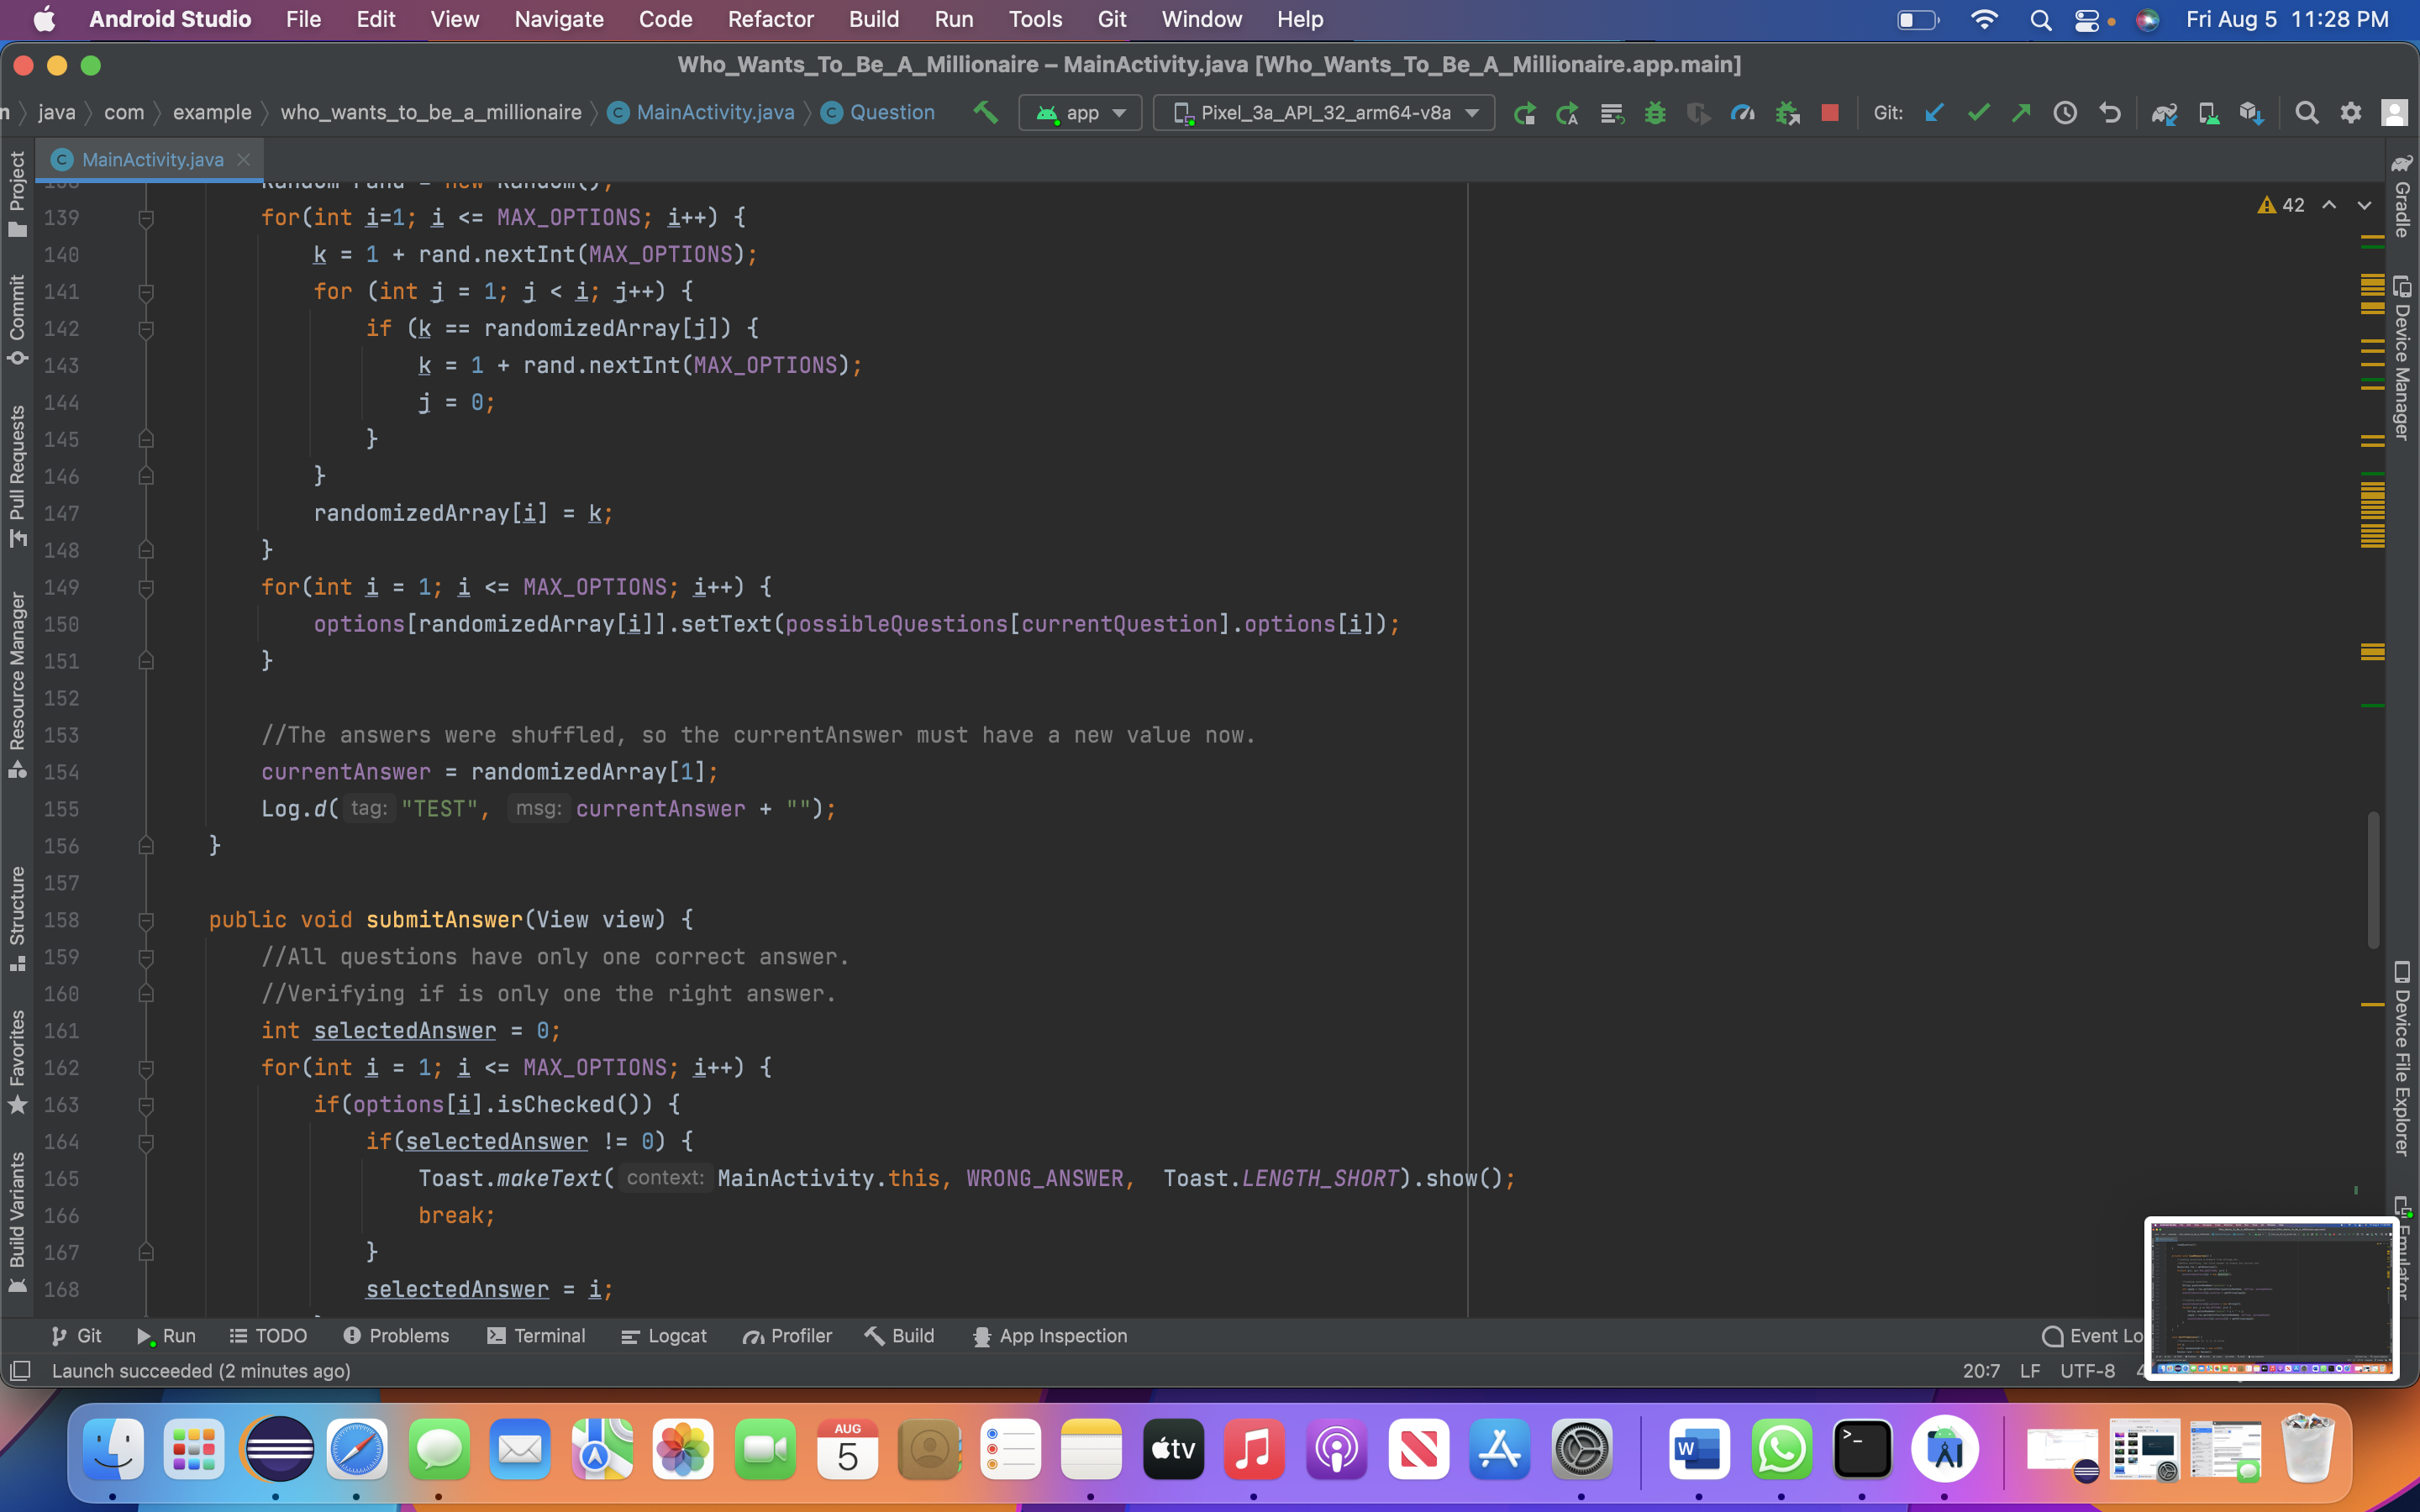 Android Studio File Edit View Navigate Code Refactor Build Run Tools Git Window Help Fri Aug 5 11:28 PM
Who_Wants_To_Be_A_Millionaire – MainActivity.java [Who_Wants_To_Be_A_Millionaire.app.main]
java com example who_wants_to_be_a_millionaire MainActivity.java Question app Pixel_3a_API_32_arm64-v8a Git:
MainActivity.java
Random rand = new Random();
139 for(int i=1; i <= MAX_OPTIONS; i++) {
42
140 k = 1 + rand.nextInt(MAX_OPTIONS);
141 for (int j = 1; j < i; j++) {
142 if (k == randomizedArray[j]) {
143 k = 1 + rand.nextInt(MAX_OPTIONS);
144 j = 0;
145 }
146 }
147 randomizedArray[i] = k;
148 }
149 for(int i = 1; i <= MAX_OPTIONS; i++) {
150 options[randomizedArray[i]].setText(possibleQuestions[currentQuestion].options[i]);
151 }
152
153 //The answers were shuffled, so the currentAnswer must have a new value now.
154 currentAnswer = randomizedArray[1];
155 Log.d( tag: "TEST", msg: currentAnswer + "");
156 }
157
158 public void submitAnswer(View view) {
159 //All questions have only one correct answer.
160 //Verifying if is only one the right answer.
161 int selectedAnswer = 0;
162 for(int i = 1; i <= MAX_OPTIONS; i++) {
163 if(options[i].isChecked()) {
164 if(selectedAnswer != 0) {
165 Toast.makeText( context: MainActivity.this, WRONG_ANSWER, Toast.LENGTH_SHORT).show();
166 break;
167 }
168 selectedAnswer = i;
Project
Commit
Pull Requests
Resource Manager
Structure
Favorites
Build Variants
Gradle
Device Manager
Device File Explorer
Emulator
Git Run TODO Problems Terminal Logcat Profiler Build App Inspection Event Lo
Launch succeeded (2 minutes ago) 20:7 LF UTF-8 4
AUG
5
tv
W
>_